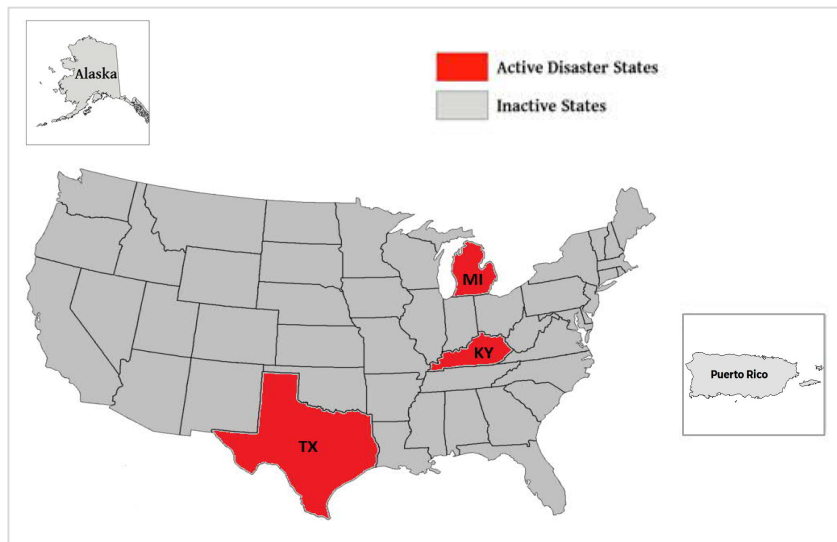 Alaska
Active Disaster States
Inactive States
MI
KY
Puerto Rico
TX